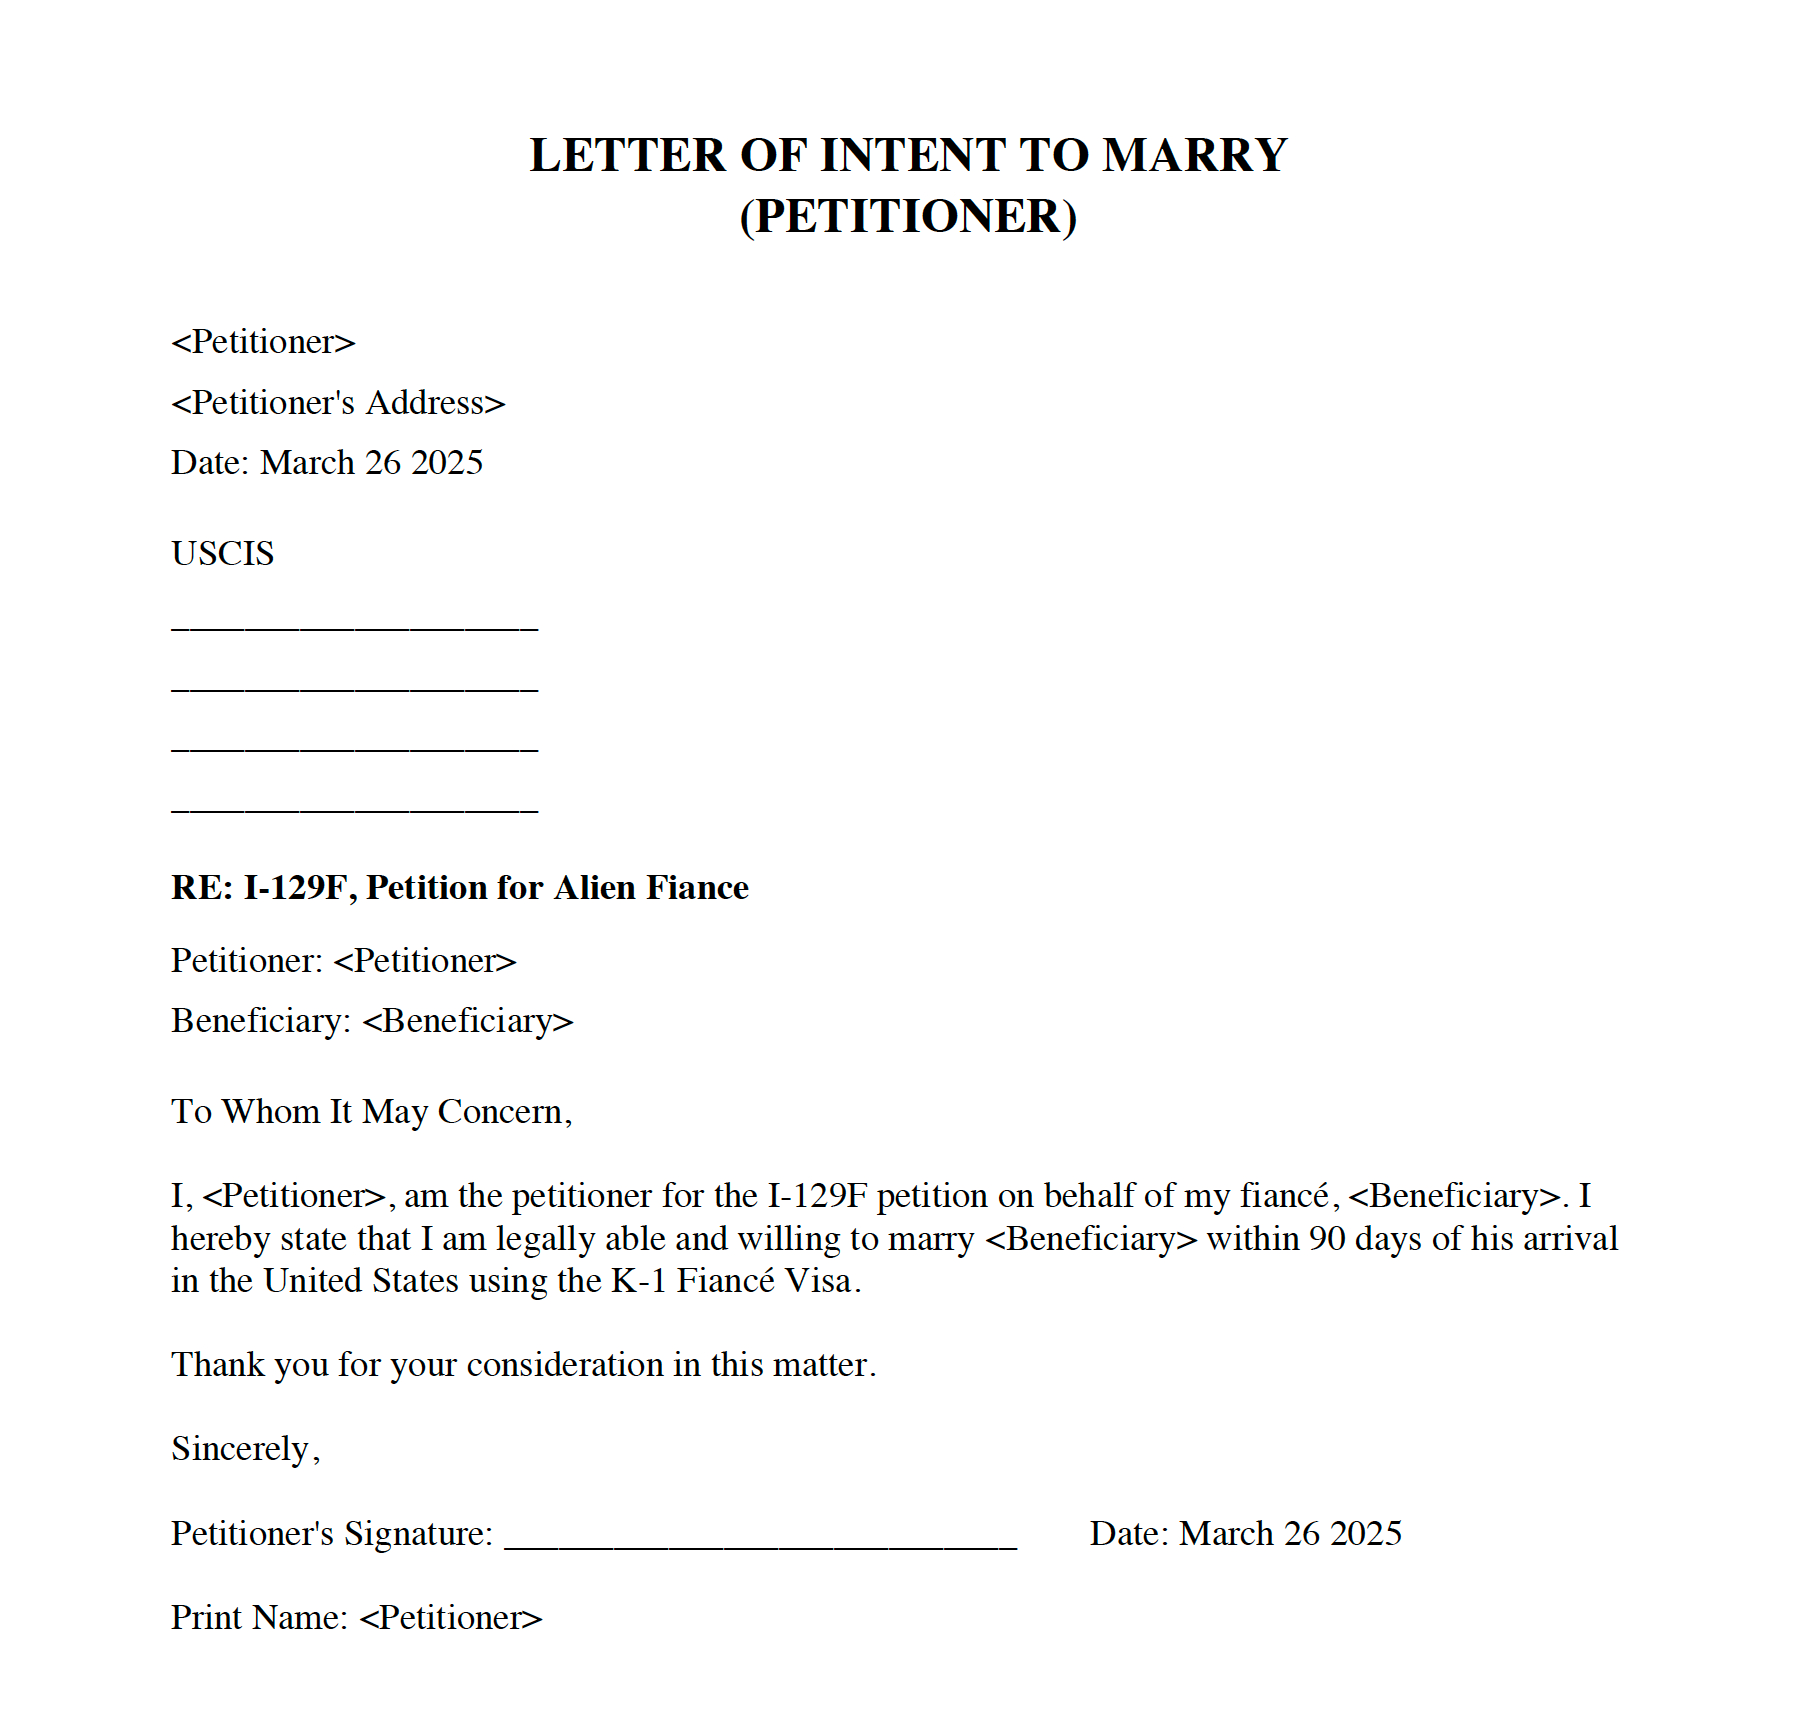 LETTER OF INTENT TO MARRY
(PETITIONER)
<Petitioner>
<Petitioner's Address>
Date: March 26 2025
USCIS
____________________
____________________
____________________
____________________
RE: I-129F, Petition for Alien Fiance
Petitioner: <Petitioner>
Beneficiary: <Beneficiary>
To Whom It May Concern,
I, <Petitioner>, am the petitioner for the I-129F petition on behalf of my fiancé, <Beneficiary>. I
hereby state that I am legally able and willing to marry <Beneficiary> within 90 days of his arrival
in the United States using the K-1 Fiancé Visa.
Thank you for your consideration in this matter.
Sincerely,
Petitioner's Signature: ____________________________ Date: March 26 2025
Print Name: <Petitioner>